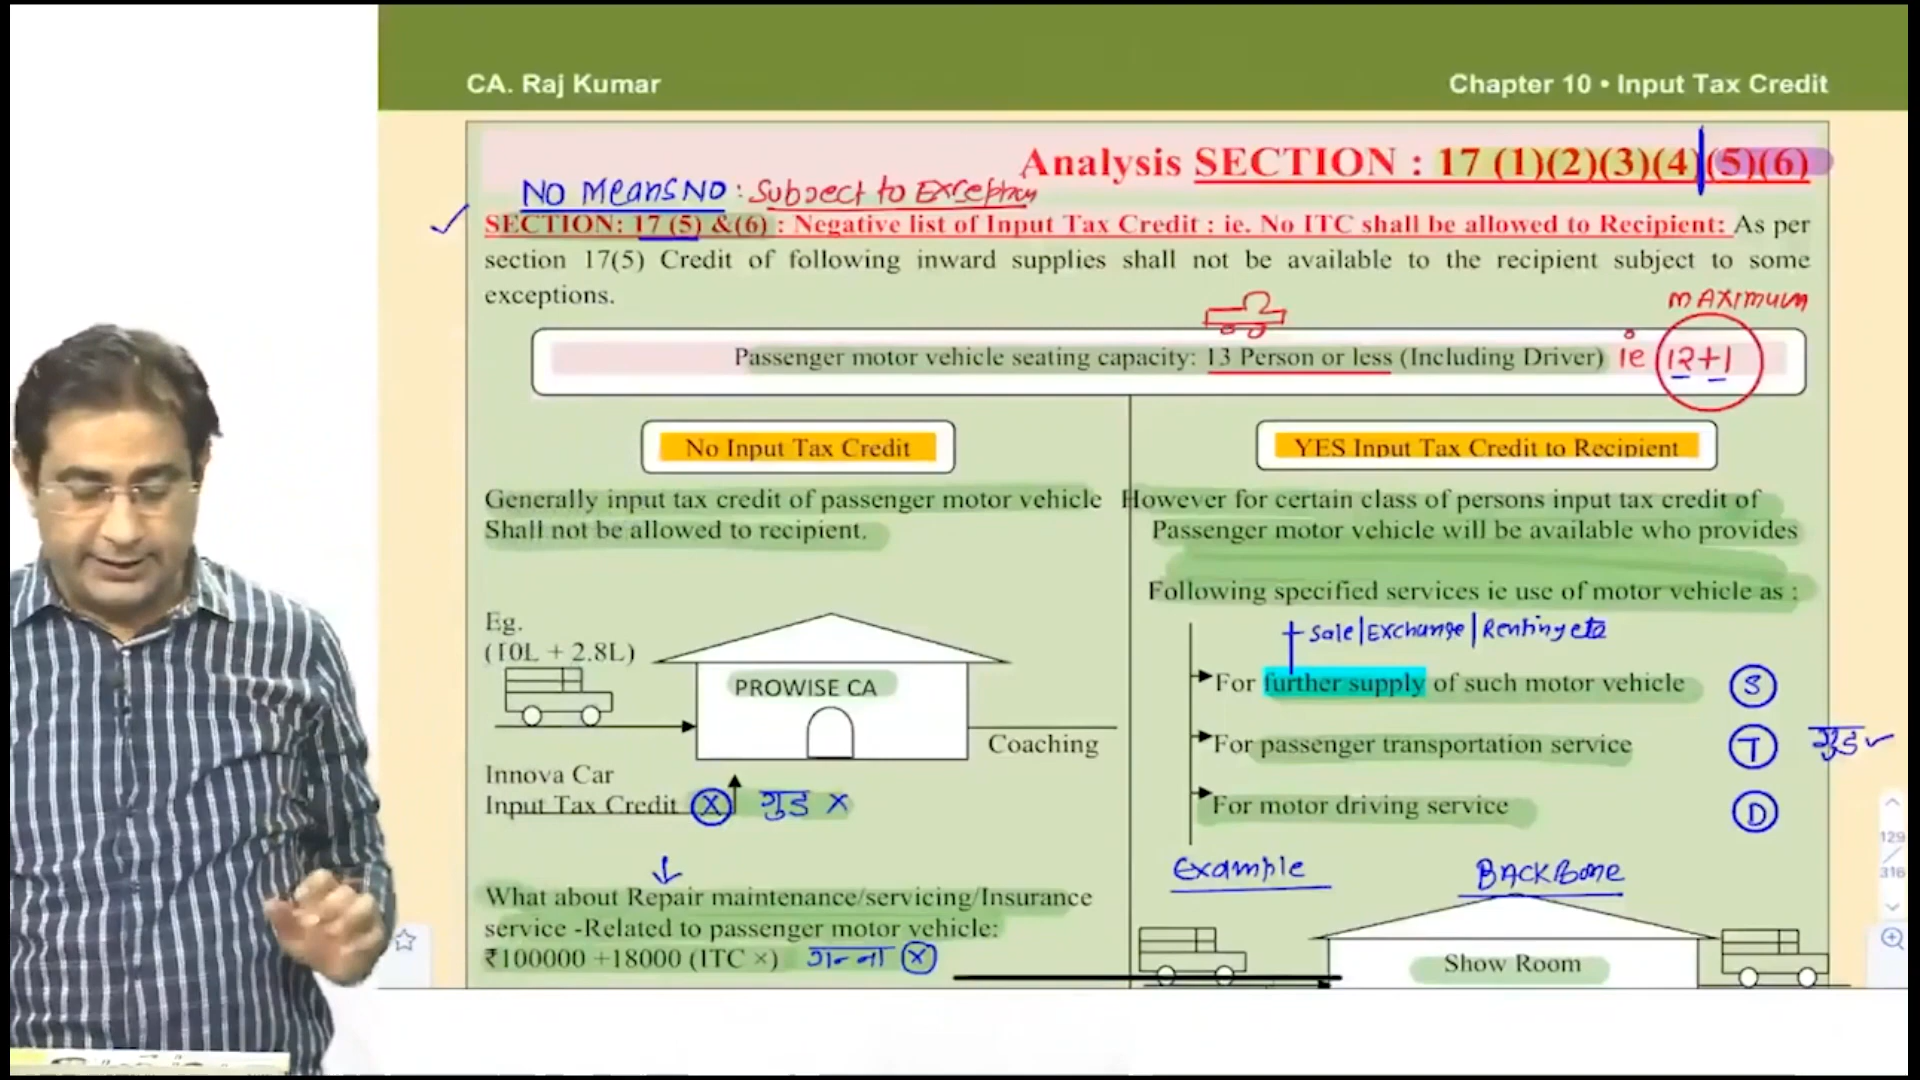 CA. Raj Kumar
Chapter 10 • Input Tax Credit
Analysis SECTION : 17 (1)(2)(3)(4)(5)(6)
NO MeansNO : Subject to Exception
SECTION: 17 (5) &(6) : Negative list of Input Tax Credit : ie. No ITC shall be allowed to Recipient: As per
section 17(5) Credit of following inward supplies shall not be available to the recipient subject to some
exceptions.
MAXIMUM
Passenger motor vehicle seating capacity: 13 Person or less (Including Driver) ie 12+1
No Input Tax Credit
Generally input tax credit of passenger motor vehicle
Shall not be allowed to recipient.
Eg.
(10L + 2.8L)
PROWISE CA
Coaching
Innova Car
Input Tax Credit X गुड X
What about Repair maintenance/servicing/Insurance
service -Related to passenger motor vehicle:
₹100000 +18000 (ITC ×) गन्ना X
YES Input Tax Credit to Recipient
However for certain class of persons input tax credit of
Passenger motor vehicle will be available who provides
Following specified services ie use of motor vehicle as :
Sale|Exchange|Renting etc
For further supply of such motor vehicle S
For passenger transportation service T गुड ✓
For motor driving service D
Example
BACKBONE
Show Room
129
/
316